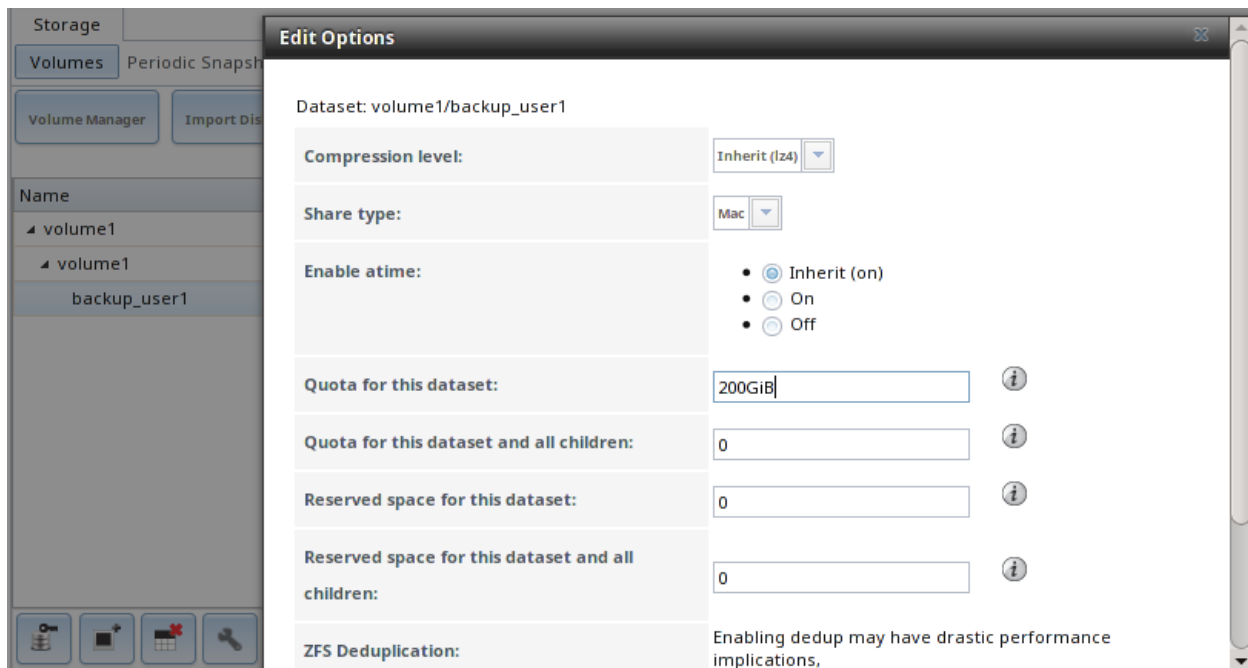 Storage
Volumes
Periodic Snapsh
Volume Manager
Import Dis
Name
volume1
volume1
backup_user1
Edit Options
Dataset: volume1/backup_user1
Compression level:
Inherit (lz4)
Share type:
Mac
Enable atime:
Inherit (on)
On
Off
Quota for this dataset:
200GiB
Quota for this dataset and all children:
0
Reserved space for this dataset:
0
Reserved space for this dataset and all
children:
0
ZFS Deduplication:
Enabling dedup may have drastic performance
implications,